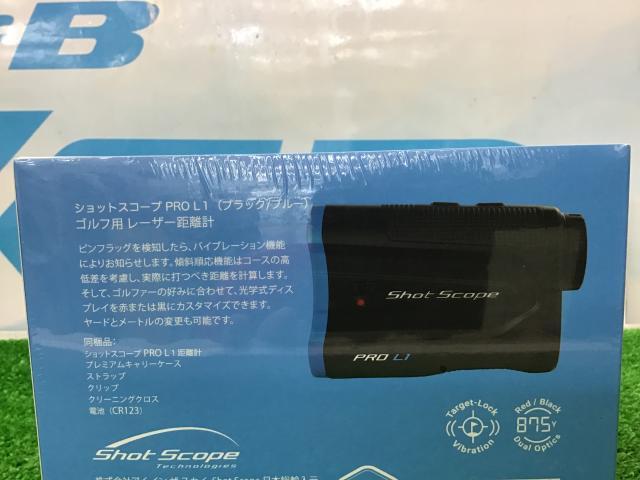 B
ショットスコープ PRO L1（ブラック/ブルー）
ゴルフ用 レーザー距離計
ピンフラッグを検知したら、バイブレーション機能
によりお知らせします。傾斜順応機能はコースの高
低差を考慮し、実際に打つべき距離を計算します。
そして、ゴルファーの好みに合わせて、光学式ディス
プレイを赤または黒にカスタマイズできます。
ヤードとメートルの変更も可能です。
同梱品：
ショットスコープ PRO L1 距離計
プレミアムキャリーケース
ストラップ
クリップ
クリーニングクロス
電池（CR123）
Shot Scope
Technologies
Shot Scope
PRO L1
Target-Lock
Vibration
Red / Black
875Y
Dual Optics